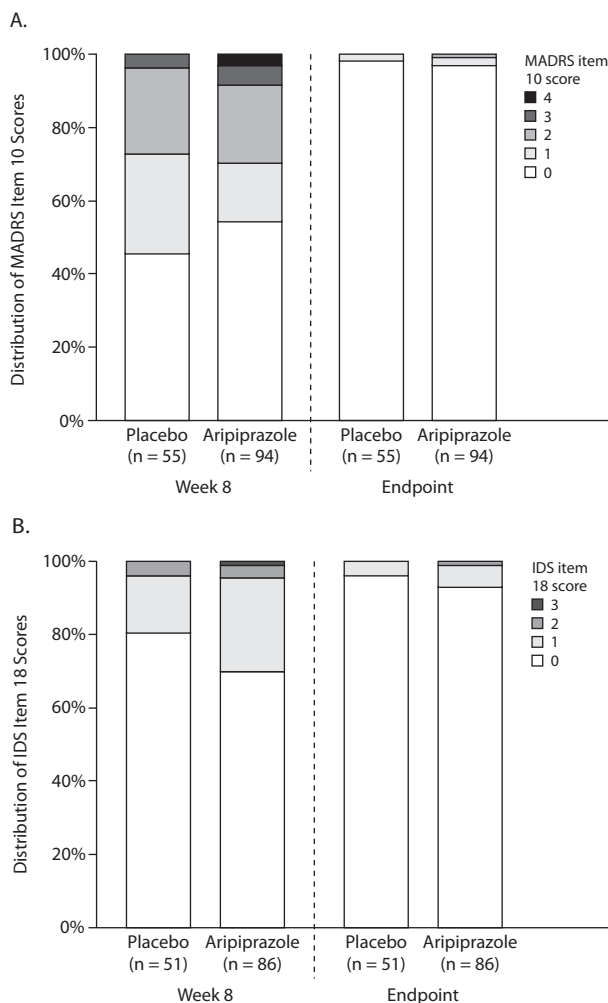 A.
100%
80%
60%
40%
20%
0%
Distribution of MADRS Item 10 Scores
MADRS item
10 score
4
3
2
1
0
Placebo
(n = 55)
Aripiprazole
(n = 94)
Placebo
(n = 55)
Aripiprazole
(n = 94)
Week 8
Endpoint
B.
100%
80%
60%
40%
20%
0%
Distribution of IDS Item 18 Scores
IDS item
18 score
3
2
1
0
Placebo
(n = 51)
Aripiprazole
(n = 86)
Placebo
(n = 51)
Aripiprazole
(n = 86)
Week 8
Endpoint